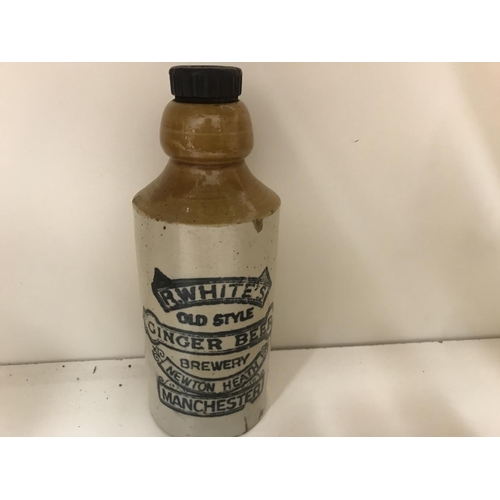 R.WHITE'S
OLD STYLE
GINGER BEER
BREWERY
NEWTON HEATH
MANCHESTER